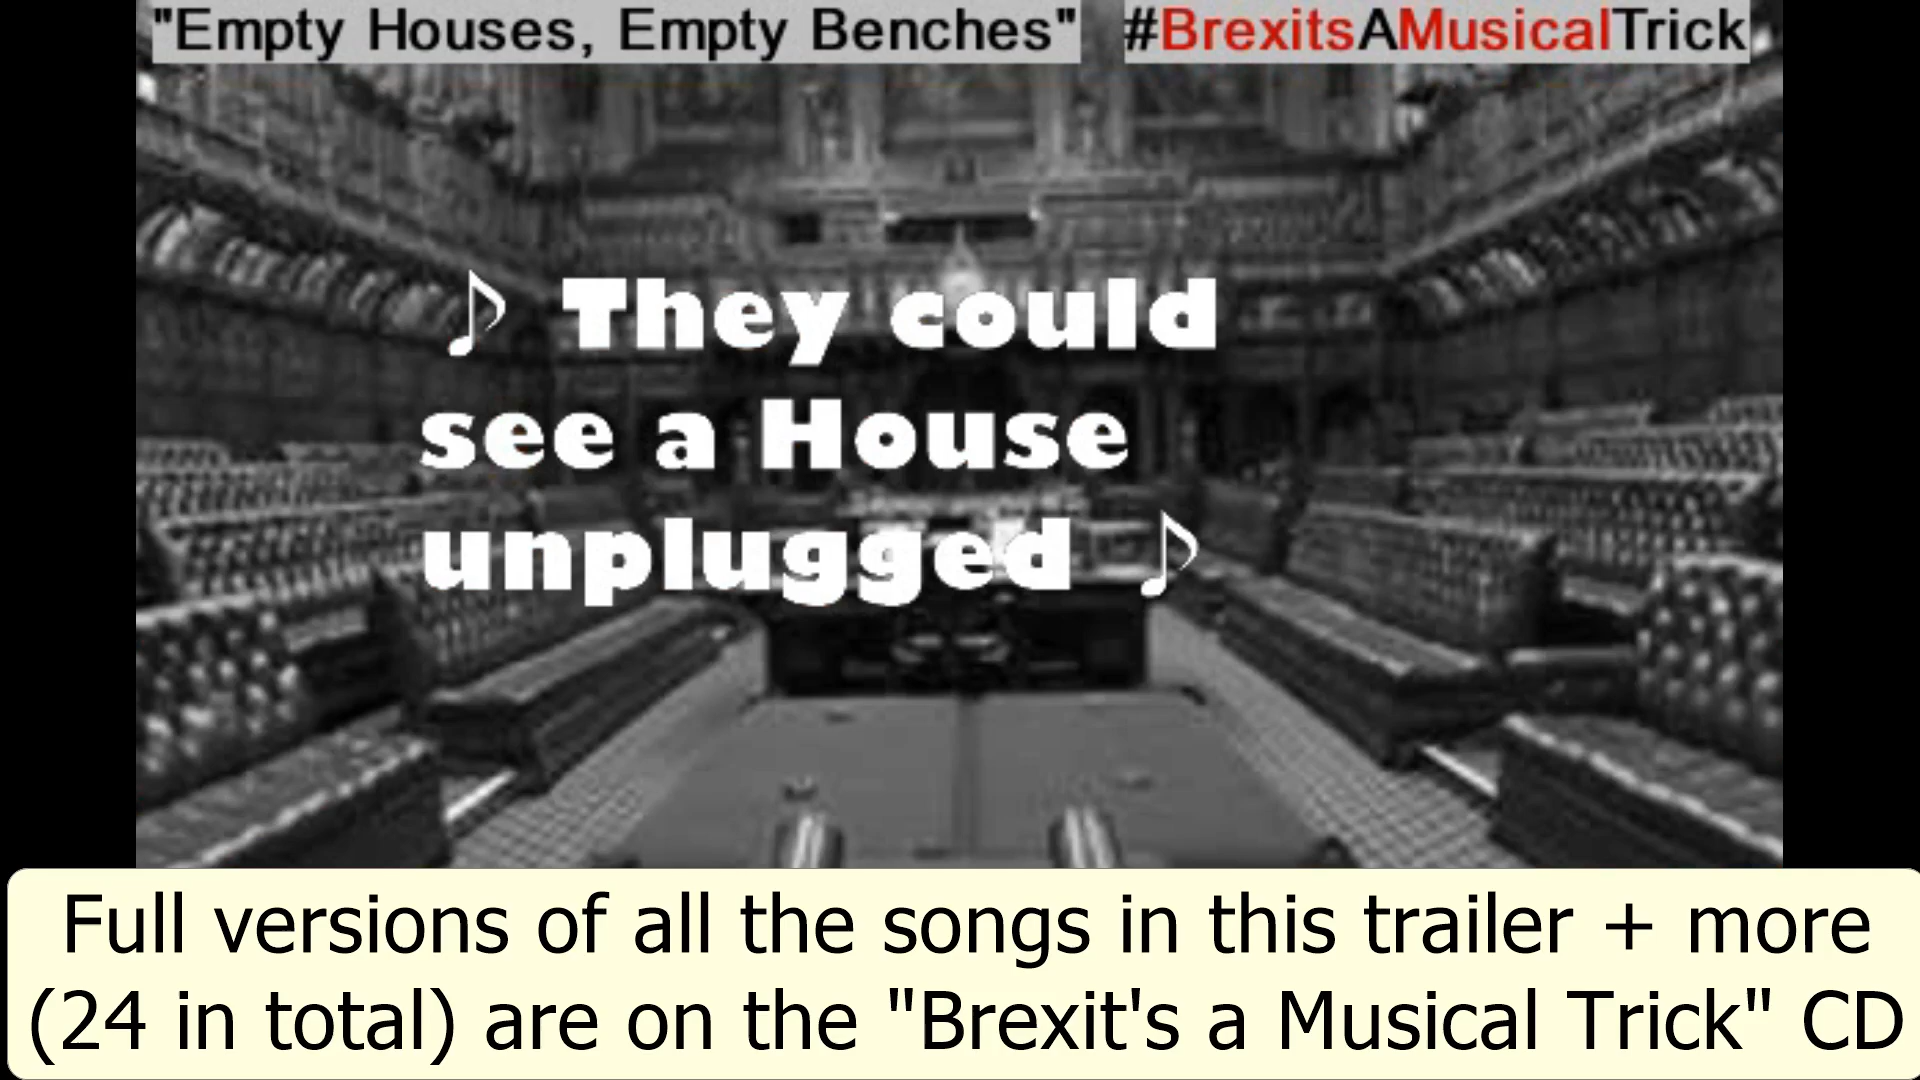 "Empty Houses, Empty Benches" #BrexitsAMusicalTrick
♪ They could
see a House
unplugged ♪
Full versions of all the songs in this trailer + more
(24 in total) are on the "Brexit's a Musical Trick" CD